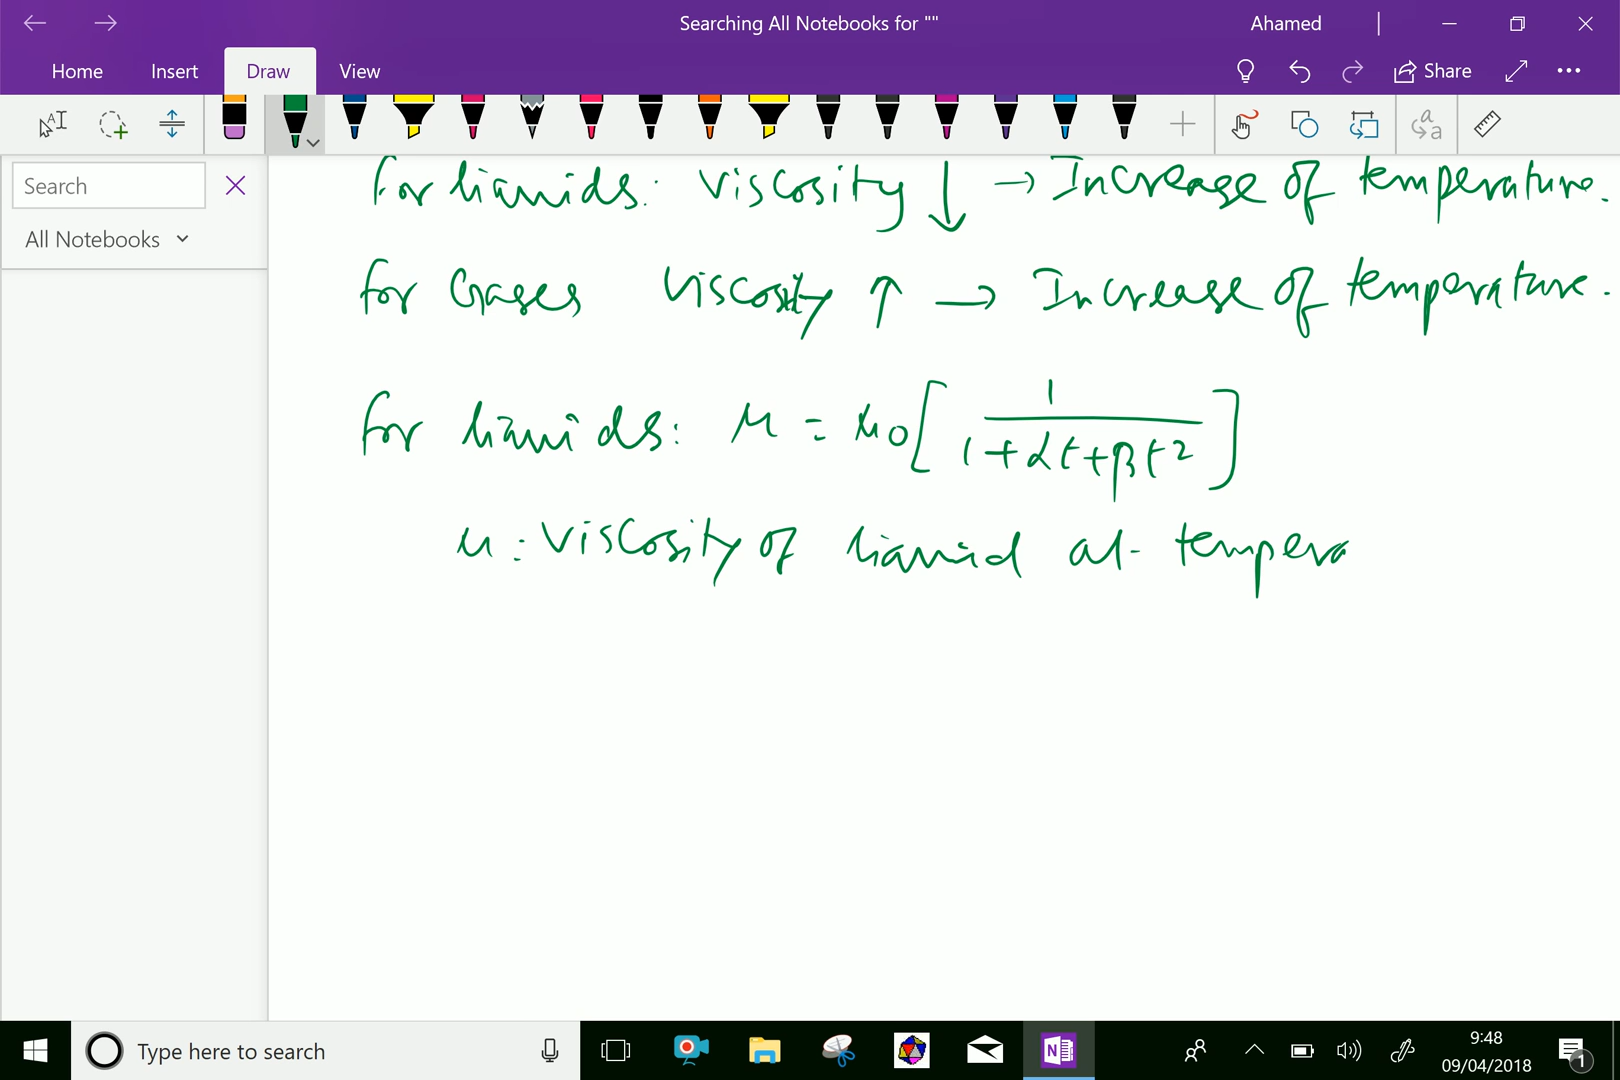 Searching All Notebooks for ""
Ahamed
Home Insert Draw View
Share
Search
All Notebooks
For liquids: viscosity ↓ → Increase of temperature.
for Gases viscosity ↑ → Increase of temperature.
for liquids: μ = μ0[1/(1+αt+βt²)]
μ: viscosity of liquid at tempera
Type here to search
9:48
09/04/2018
1